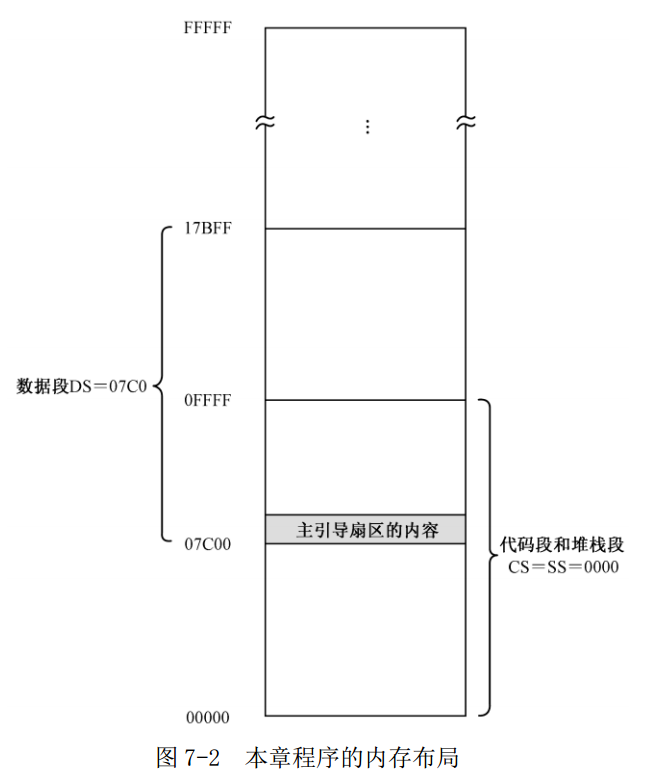 FFFFF
⋮
17BFF
数据段DS=07C0
0FFFF
主引导扇区的内容
07C00
代码段和堆栈段
CS=SS=0000
00000
图 7-2 本章程序的内存布局